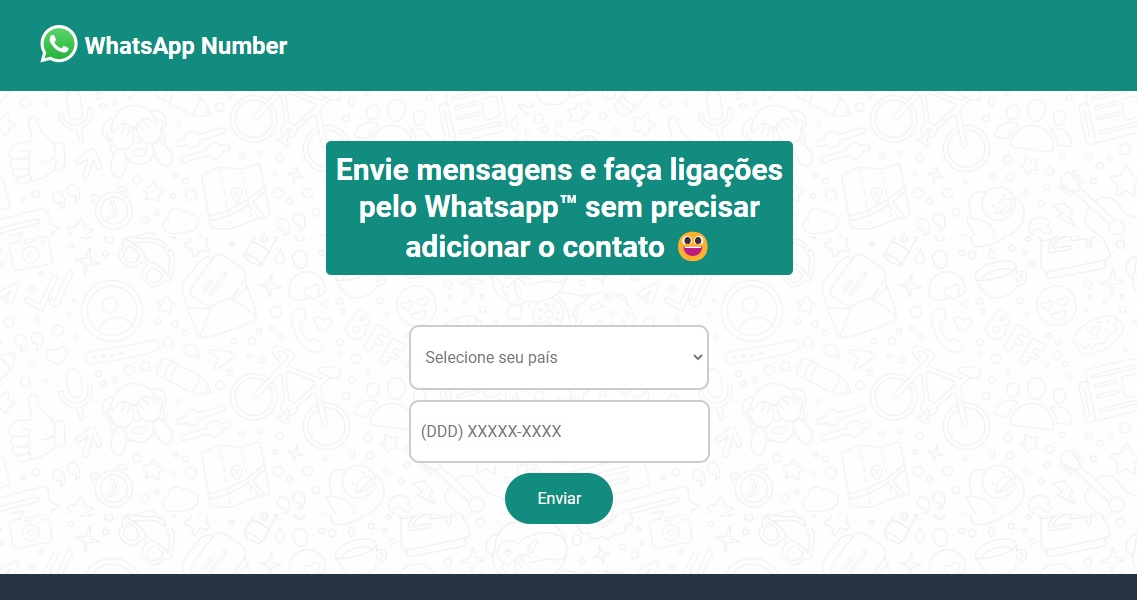 WhatsApp Number
Envie mensagens e faça ligações
pelo Whatsapp™ sem precisar
adicionar o contato 😃
Selecione seu país
(DDD) XXXXX-XXXX
Enviar